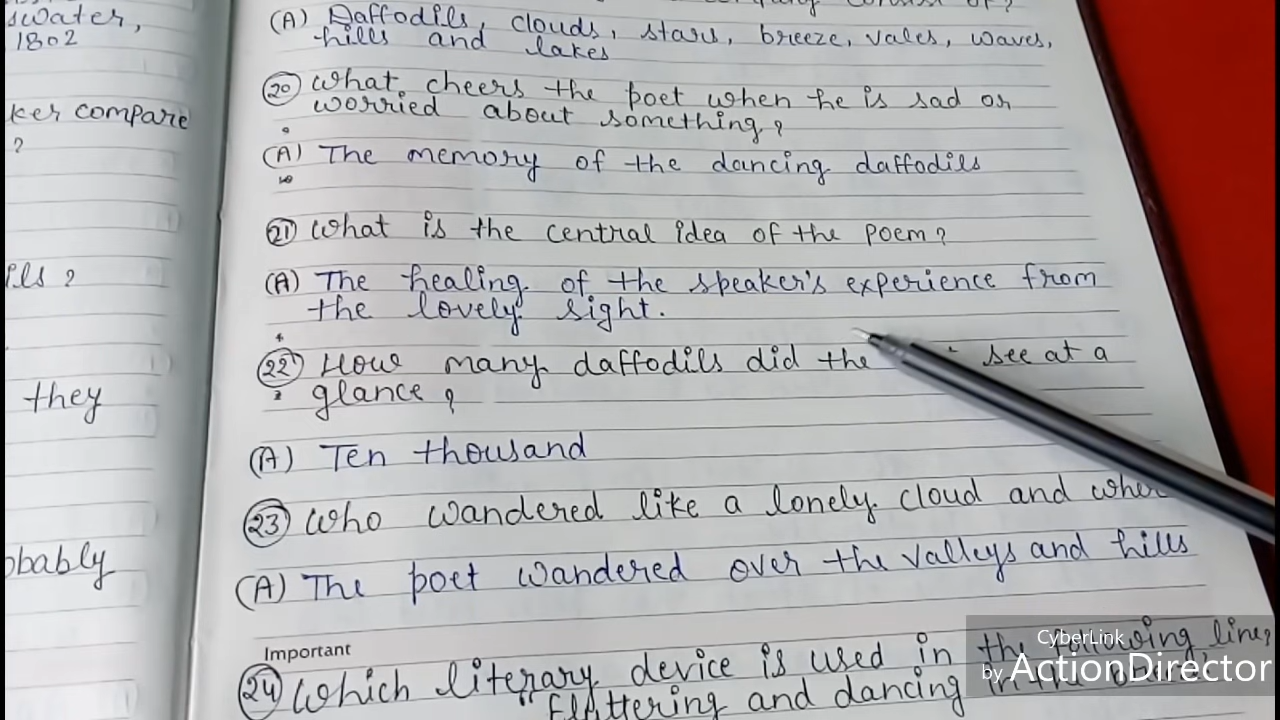 swater,
1802
ker compare
?
ils ?
they
obably
of ?
(A) Daffodils, clouds, stars, breeze, vales, waves,
hills and lakes
20 What cheers the poet when he is sad or
worried about something?
(A) The memory of the dancing daffodils
21 What is the central idea of the poem?
(A) The healing of the speaker's experience from
the lovely sight.
22 How many daffodils did the see at a
glance ?
(A) Ten thousand
23 Who wandered like a lonely cloud and wher
(A) The poet wandered over the valleys and hills
Important
24 Which literary device is used in the following line?
"Fluttering and dancing in the
CyberLink
by ActionDirector